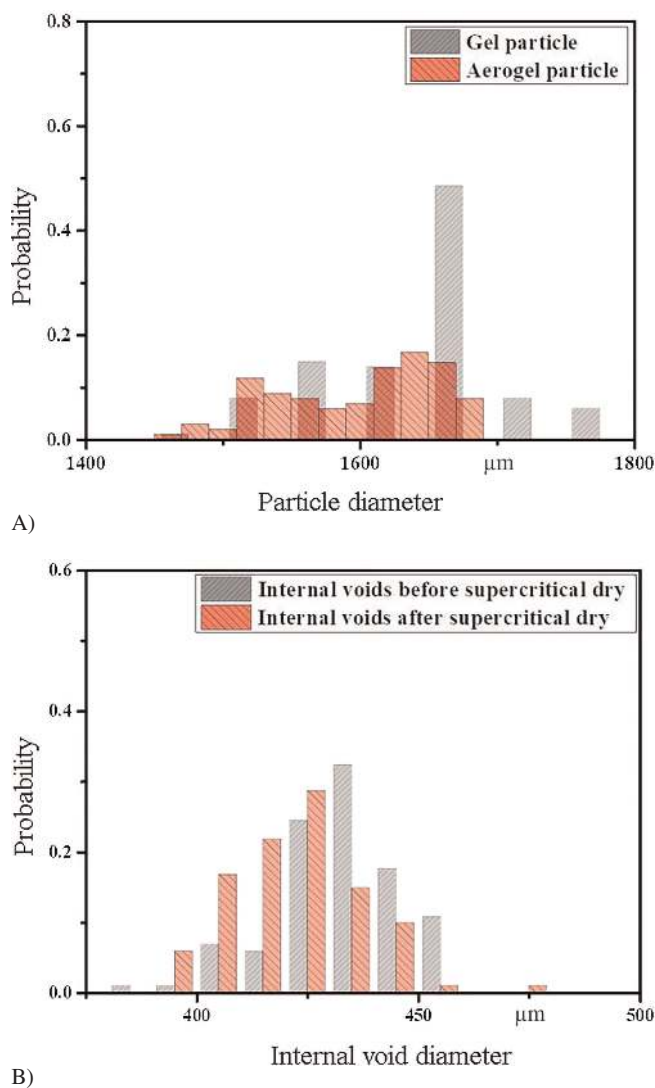 0.8
Gel particle
Aerogel particle
0.6
Probability
0.4
0.2
0.0
1400
1600
μm
1800
A)
Particle diameter
0.6
Internal voids before supercritical dry
Internal voids after supercritical dry
0.4
Probability
0.2
0.0
400
450
μm
500
Internal void diameter
B)